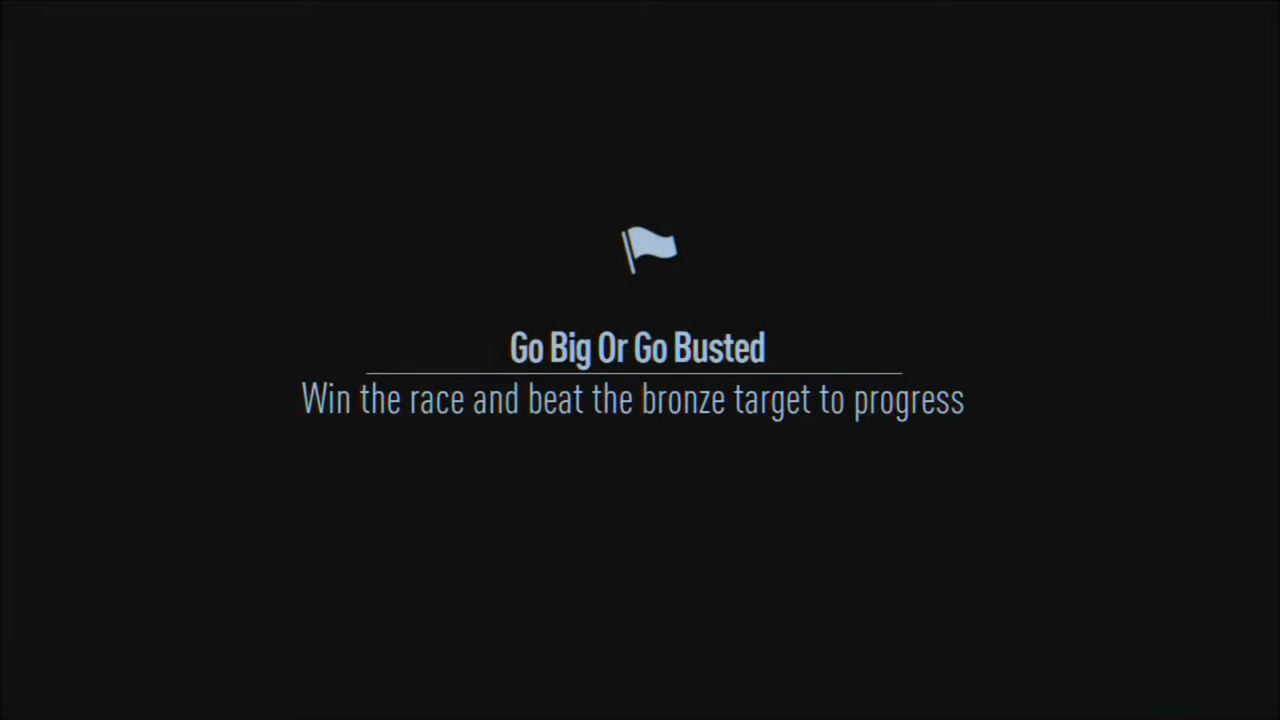 Go Big Or Go Busted
Win the race and beat the bronze target to progress